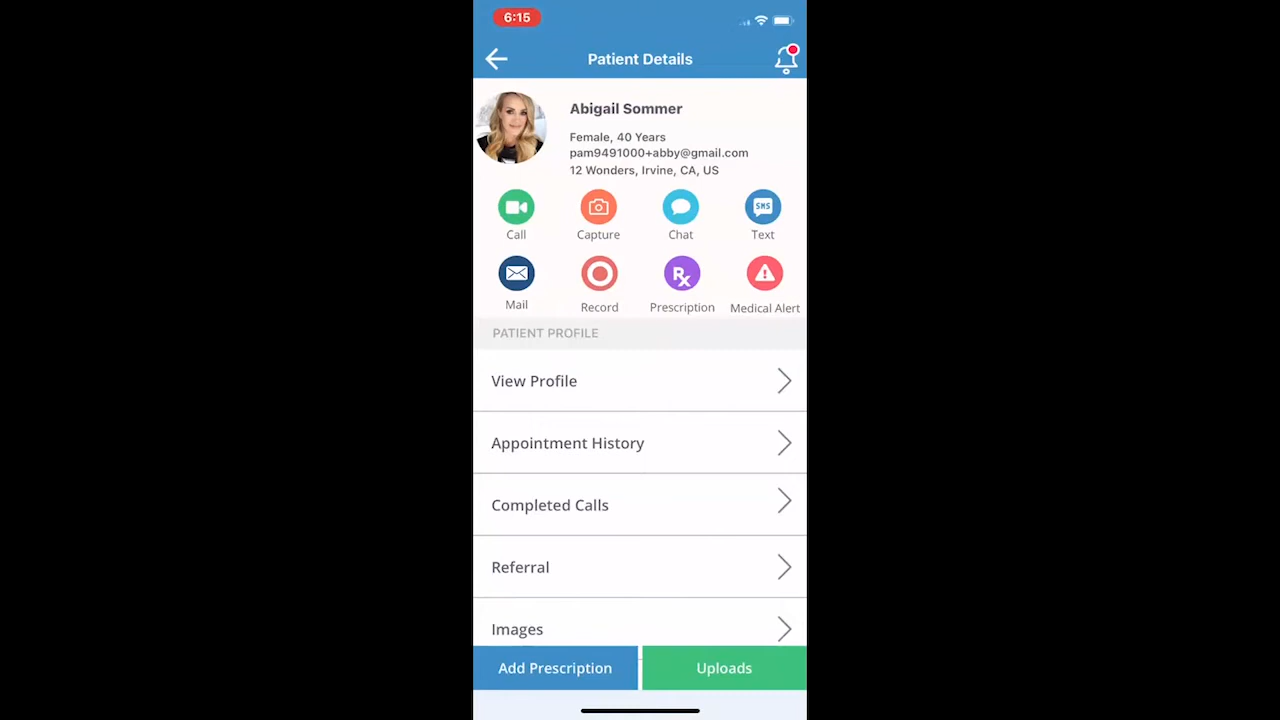 6:15
Patient Details
Abigail Sommer
Female, 40 Years
pam9491000+abby@gmail.com
12 Wonders, Irvine, CA, US
SMS
Call Capture Chat Text
Rx
Mail Record Prescription Medical Alert
PATIENT PROFILE
View Profile
Appointment History
Completed Calls
Referral
Images
Add Prescription Uploads